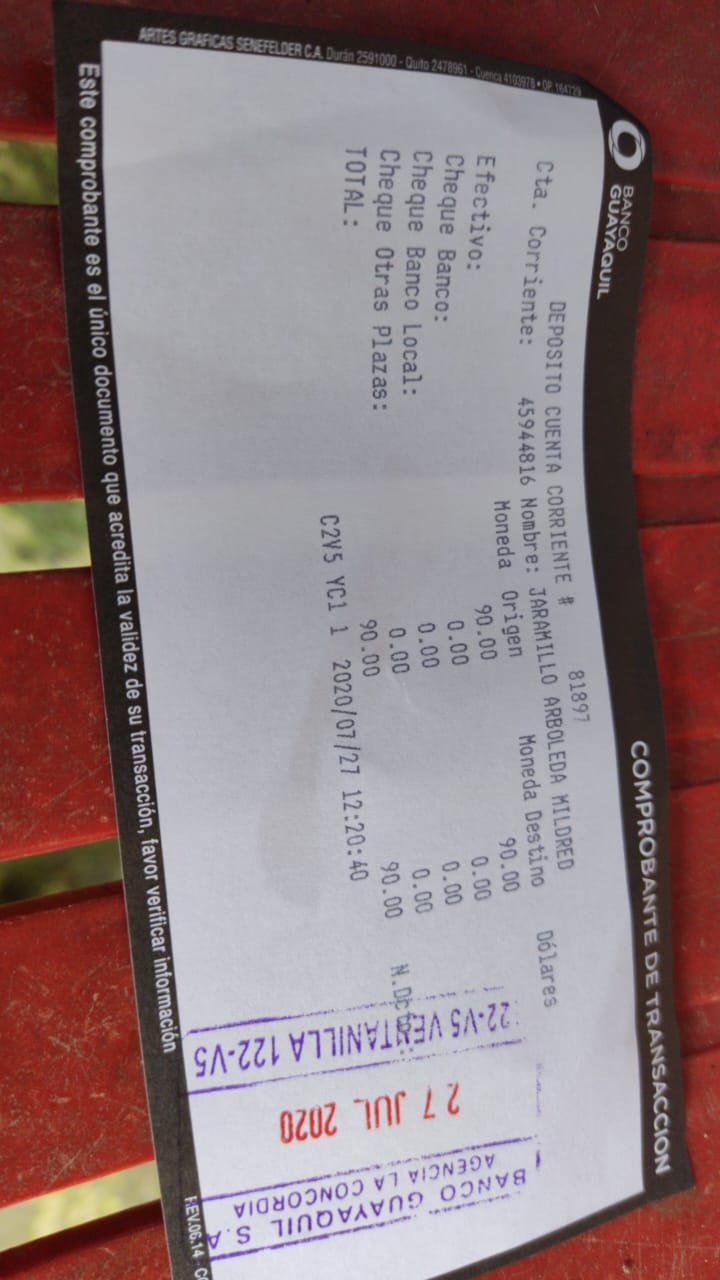 BANCO
GUAYAQUIL
COMPROBANTE DE TRANSACCION
81897
DEPOSITO CUENTA CORRIENTE #
Cta. Corriente: 45944816 Nombre: JARAMILLO ARBOLEDA MILDRED
Moneda Origen Moneda Destino Dólares
Efectivo: 90.00 90.00
Cheque Banco: 0.00 0.00
Cheque Banco Local: 0.00 0.00
Cheque Otras Plazas: 0.00 0.00
TOTAL: 90.00 90.00
C2V5 YC1 1 2020/07/27 12:20:40
BANCO GUAYAQUIL S.A
AGENCIA LA CONCORDIA
27 JUL 2020
22-V5 VENTANILLA 122-V5
ARTES GRAFICAS SENEFELDER C.A. Durán 2591000 - Quito 2478961 - Cuenca 4103978 • OP. 164729
Este comprobante es el único documento que acredita la validez de su transacción, favor verificar información
REV.06.14